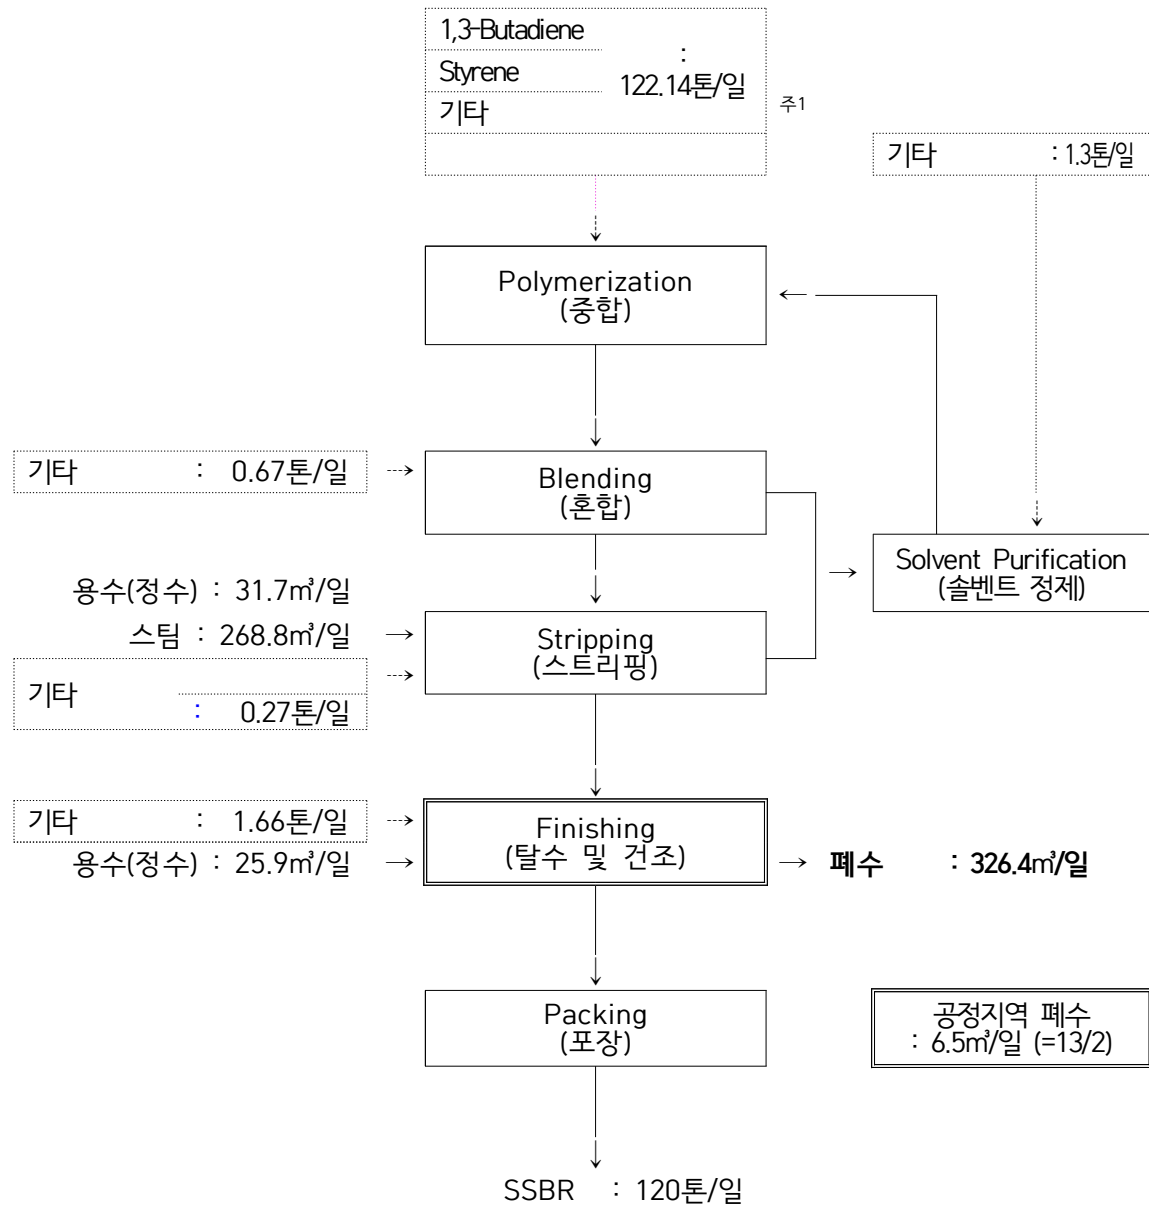 1,3-Butadiene
Styrene
기타
:
122.14톤/일
주1
기타 : 1.3톤/일
Polymerization
(중합)
기타 : 0.67톤/일
Blending
(혼합)
Solvent Purification
(솔벤트 정제)
용수(정수) : 31.7㎥/일
스팀 : 268.8㎥/일
기타
: 0.27톤/일
Stripping
(스트리핑)
기타 : 1.66톤/일
용수(정수) : 25.9㎥/일
Finishing
(탈수 및 건조)
폐수 : 326.4㎥/일
Packing
(포장)
공정지역 폐수
: 6.5㎥/일 (=13/2)
SSBR : 120톤/일